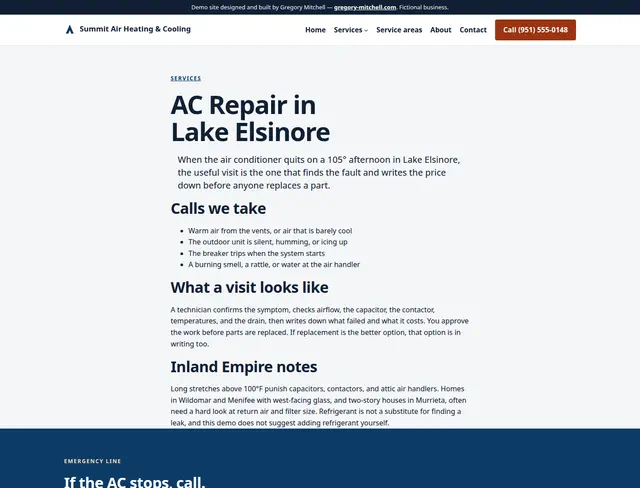 Demo site designed and built by Gregory Mitchell — gregory-mitchell.com. Fictional business.
Summit Air Heating & Cooling
Home Services Service areas About Contact Call (951) 555-0148
SERVICES
AC Repair in
Lake Elsinore
When the air conditioner quits on a 105° afternoon in Lake Elsinore,
the useful visit is the one that finds the fault and writes the price
down before anyone replaces a part.
Calls we take
• Warm air from the vents, or air that is barely cool
• The outdoor unit is silent, humming, or icing up
• The breaker trips when the system starts
• A burning smell, a rattle, or water at the air handler
What a visit looks like
A technician confirms the symptom, checks airflow, the capacitor, the contactor,
temperatures, and the drain, then writes down what failed and what it costs. You approve
the work before parts are replaced. If replacement is the better option, that option is in
writing too.
Inland Empire notes
Long stretches above 100°F punish capacitors, contactors, and attic air handlers. Homes
in Wildomar and Menifee with west-facing glass, and two-story houses in Murrieta, often
need a hard look at return air and filter size. Refrigerant is not a substitute for finding a
leak, and this demo does not suggest adding refrigerant yourself.
EMERGENCY LINE
If the AC stops, call.